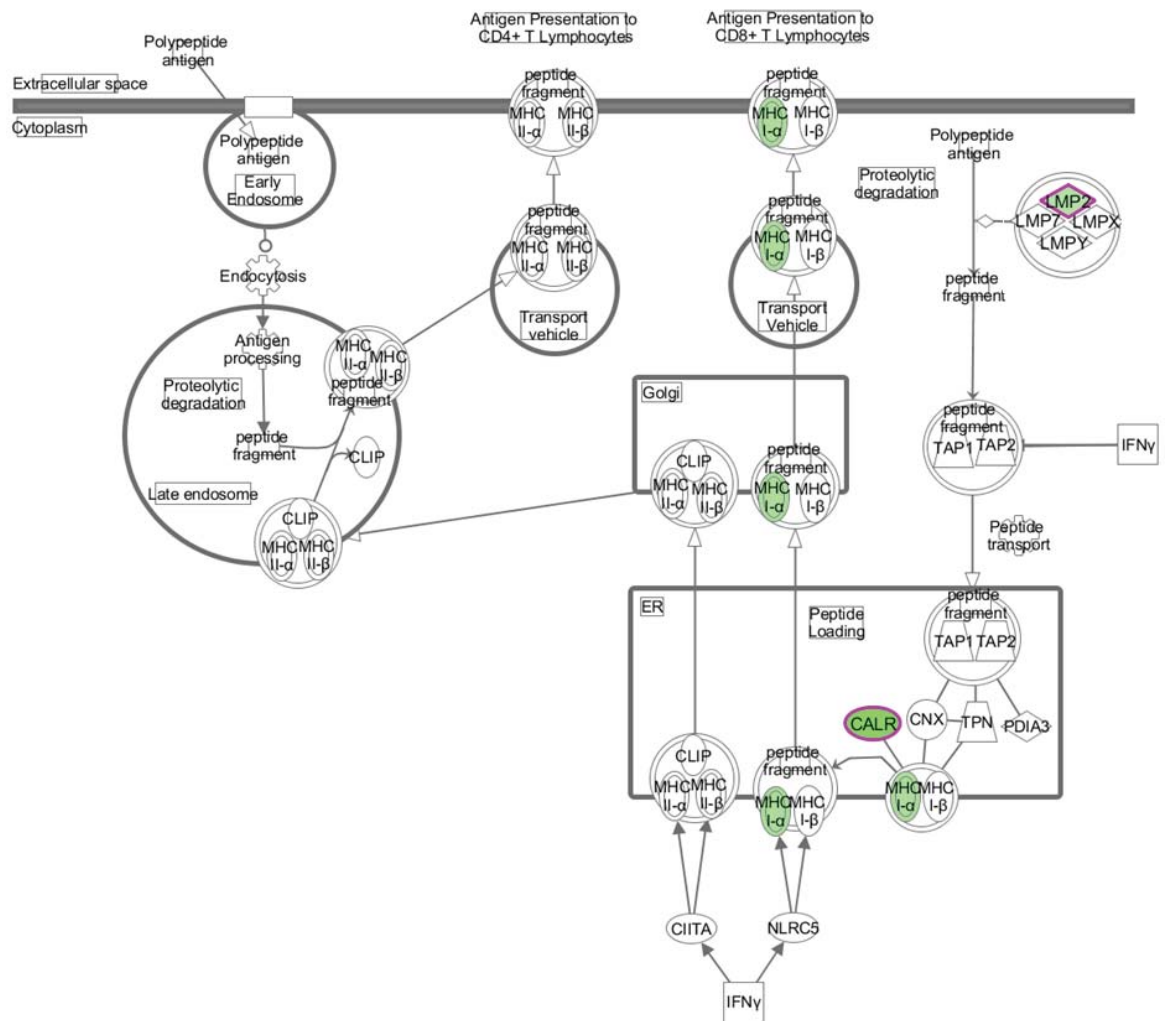 Antigen Presentation to
CD4+ T Lymphocytes
Antigen Presentation to
CD8+ T Lymphocytes
Polypeptide
antigen
Extracellular space
Cytoplasm
Polypeptide
antigen
Early
Endosome
peptide
fragment
MHC
II-α
MHC
II-β
peptide
fragment
MHC
I-α
MHC
I-β
Polypeptide
antigen
Proteolytic
degradation
LMP2
LMP7
LMPX
LMPY
peptide
fragment
MHC
II-α
MHC
II-β
Transport
vehicle
peptide
fragment
MHC
I-α
MHC
I-β
Transport
Vehicle
peptide
fragment
Endocytosis
Antigen
processing
Proteolytic
degradation
peptide
fragment
MHC
II-α
MHC
II-β
peptide
fragment
CLIP
Late endosome
CLIP
MHC
II-α
MHC
II-β
Golgi
CLIP
MHC
II-α
MHC
II-β
peptide
fragment
MHC
I-α
MHC
I-β
peptide
fragment
TAP1
TAP2
IFNγ
Peptide
transport
ER
Peptide
Loading
peptide
fragment
TAP1
TAP2
CALR
CNX
TPN
PDIA3
CLIP
MHC
II-α
MHC
II-β
peptide
fragment
MHC
I-α
MHC
I-β
MHC
I-α
MHC
I-β
CIITA
NLRC5
IFNγ